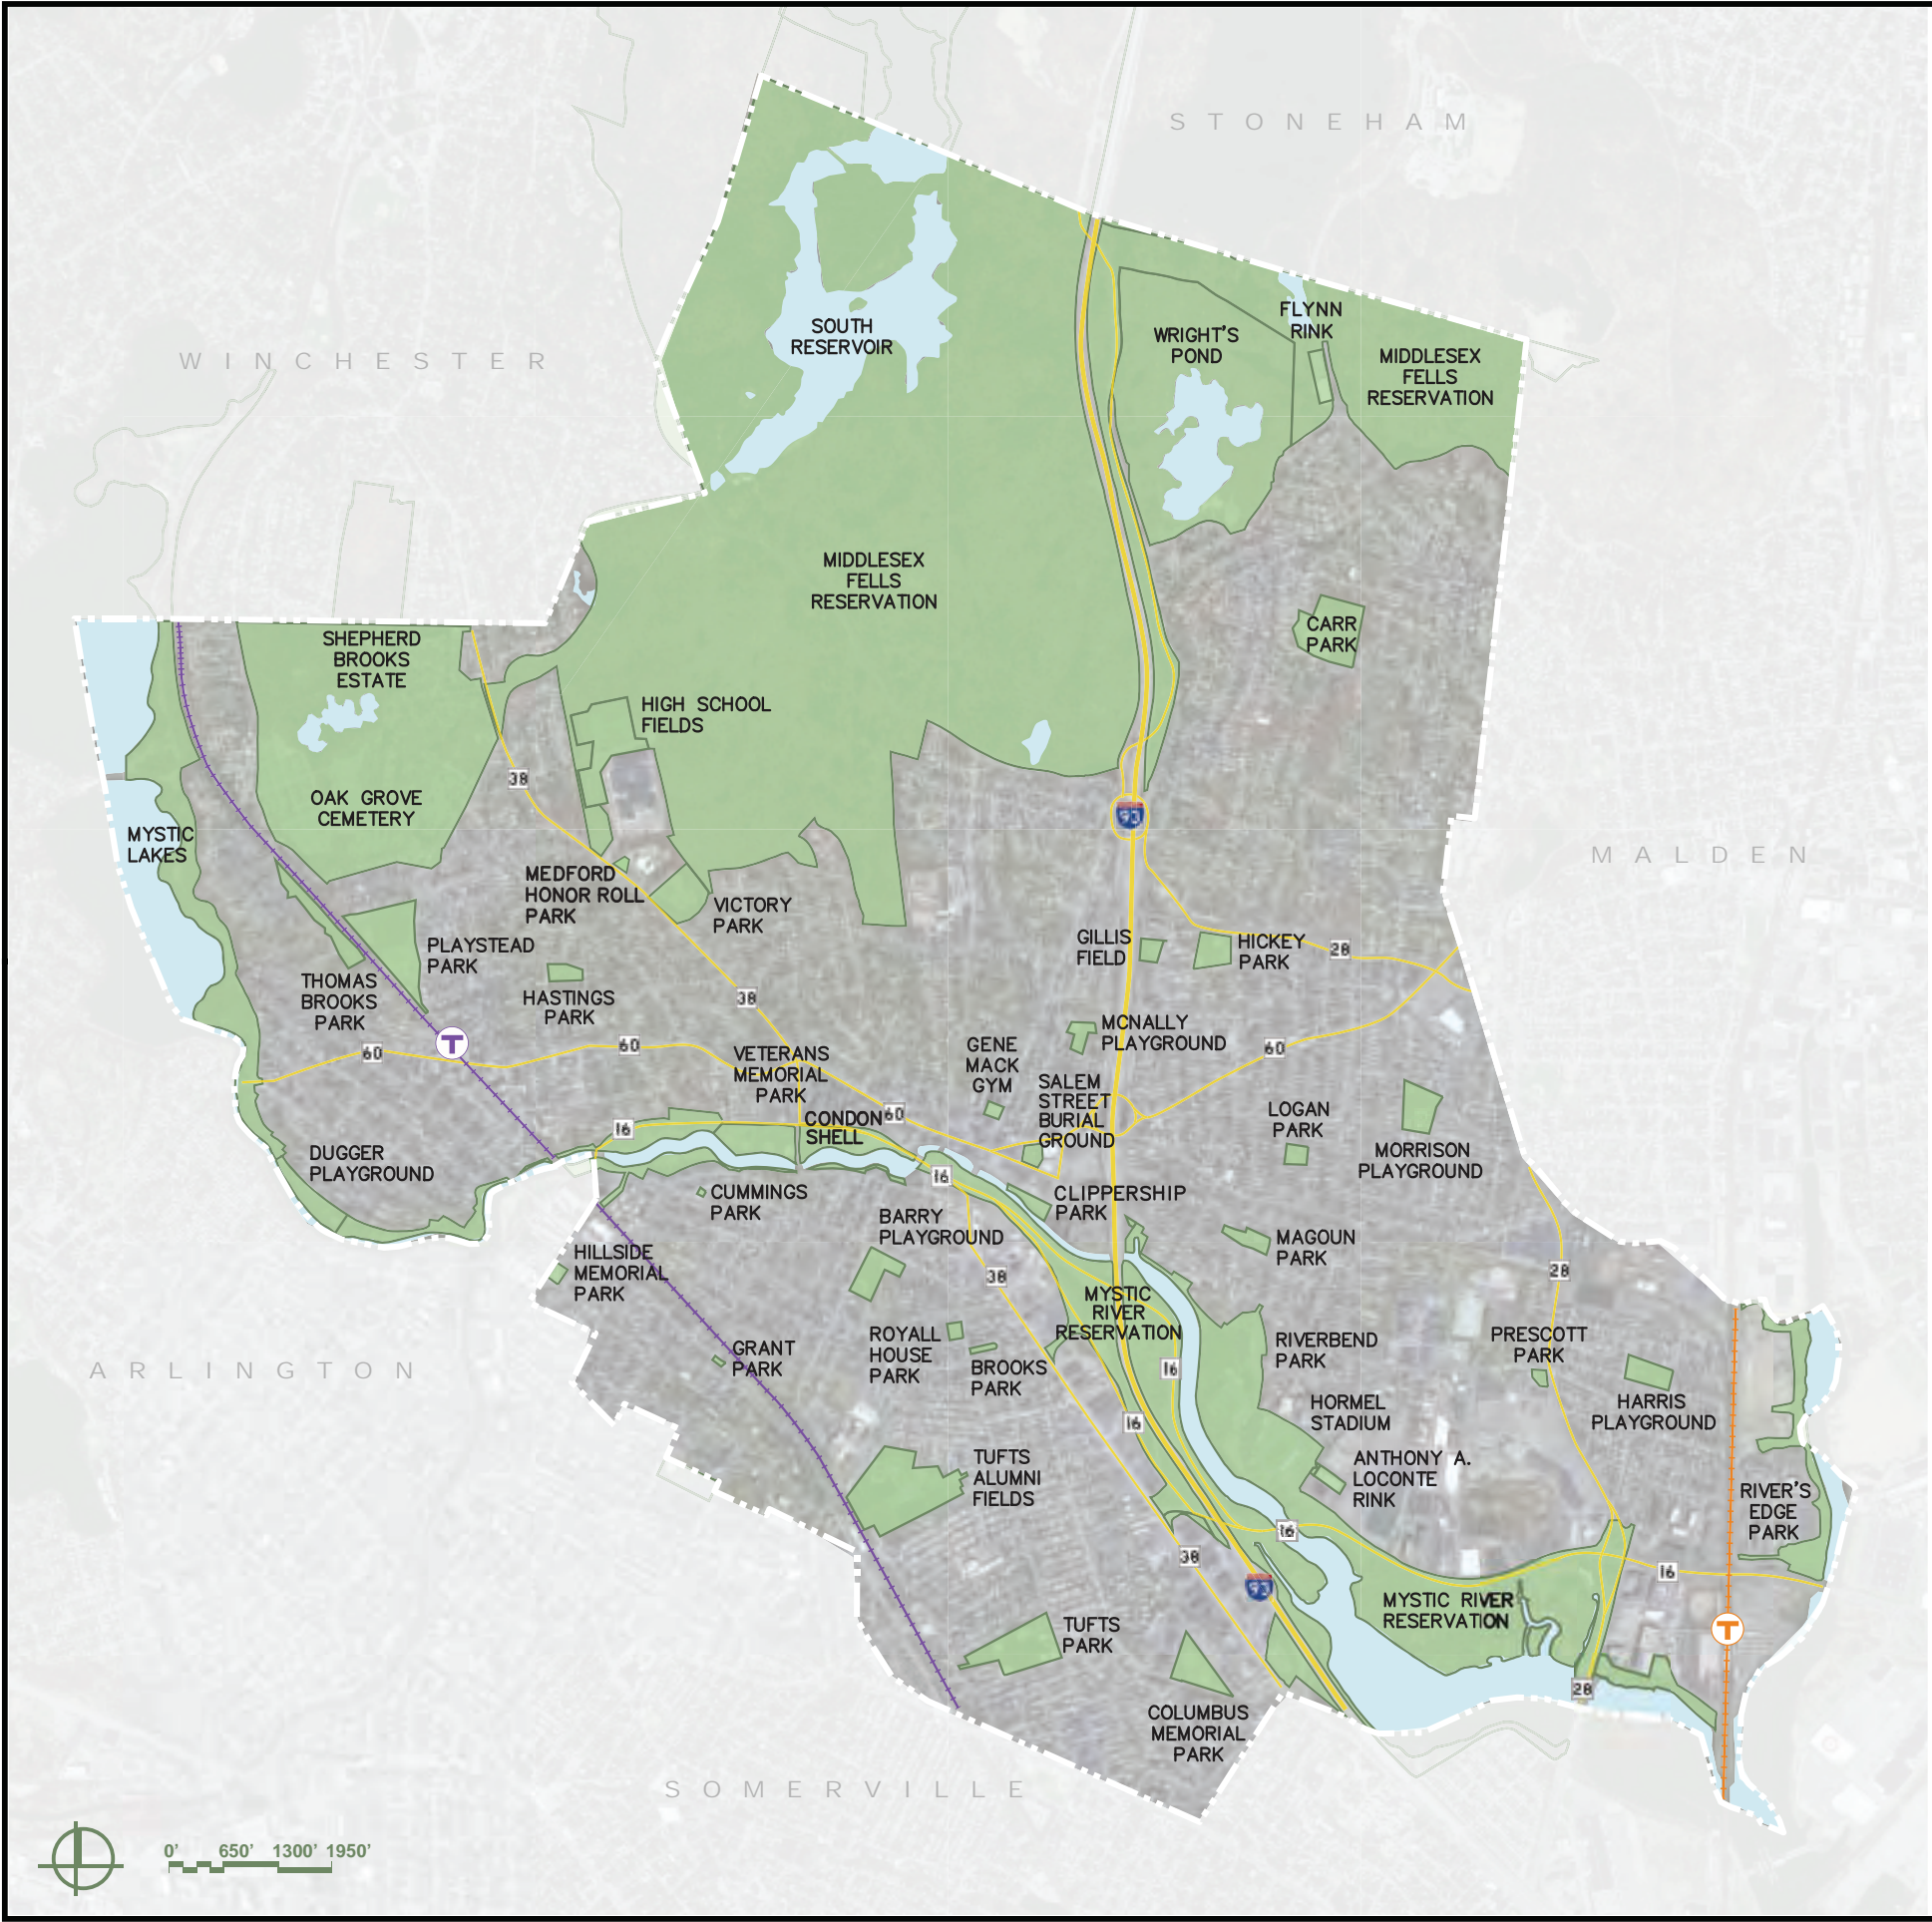 STONEHAM
WINCHESTER
SOUTH
RESERVOIR
WRIGHT'S
POND
FLYNN
RINK
MIDDLESEX
FELLS
RESERVATION
MIDDLESEX
FELLS
RESERVATION
CARR
PARK
SHEPHERD
BROOKS
ESTATE
HIGH SCHOOL
FIELDS
38
OAK GROVE
CEMETERY
93
MYSTIC
LAKES
MALDEN
MEDFORD
HONOR ROLL
PARK
VICTORY
PARK
PLAYSTEAD
PARK
GILLIS
FIELD
HICKEY
PARK
28
THOMAS
BROOKS
PARK
HASTINGS
PARK
38
MCNALLY
PLAYGROUND
T
60
60
60
VETERANS
MEMORIAL
PARK
GENE
MACK
GYM
SALEM
STREET
BURIAL
GROUND
CONDON
SHELL
60
16
LOGAN
PARK
MORRISON
PLAYGROUND
DUGGER
PLAYGROUND
16
CUMMINGS
PARK
CLIPPERSHIP
PARK
BARRY
PLAYGROUND
MAGOUN
PARK
HILLSIDE
MEMORIAL
PARK
38
28
MYSTIC
RIVER
RESERVATION
ROYALL
HOUSE
PARK
BROOKS
PARK
GRANT
PARK
16
RIVERBEND
PARK
PRESCOTT
PARK
ARLINGTON
HARRIS
PLAYGROUND
HORMEL
STADIUM
16
TUFTS
ALUMNI
FIELDS
ANTHONY A.
LOCONTE
RINK
RIVER'S
EDGE
PARK
16
38
16
93
MYSTIC RIVER
RESERVATION
TUFTS
PARK
T
28
COLUMBUS
MEMORIAL
PARK
SOMERVILLE
0' 650' 1300' 1950'